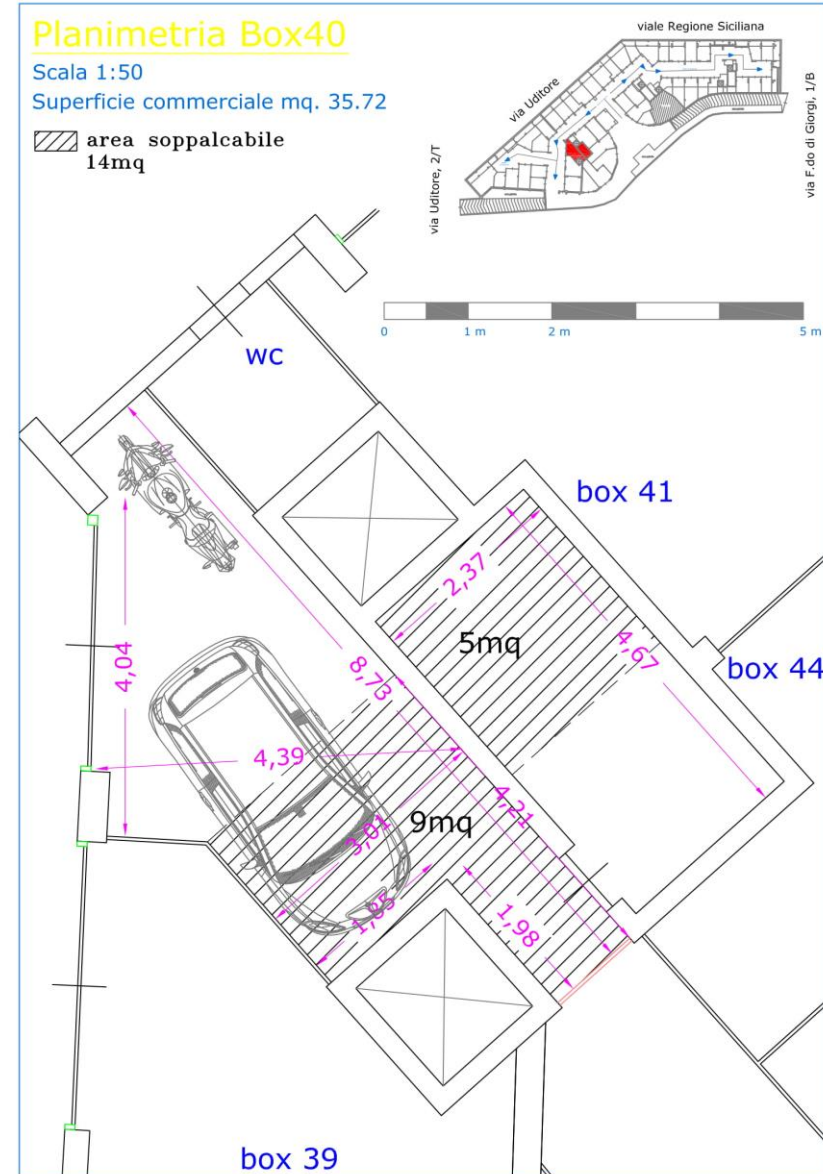 Planimetria Box40
Scala 1:50
Superficie commerciale mq. 35.72
area soppalcabile
14mq
viale Regione Siciliana
via Uditore
via Uditore, 2/T
via F.do di Giorgi, 1/B
0
1 m
2 m
5 m
wc
box 41
2,37
5mq
4,67
box 44
4,04
8,73
4,39
4,21
9mq
3,01
1,85
1,98
box 39